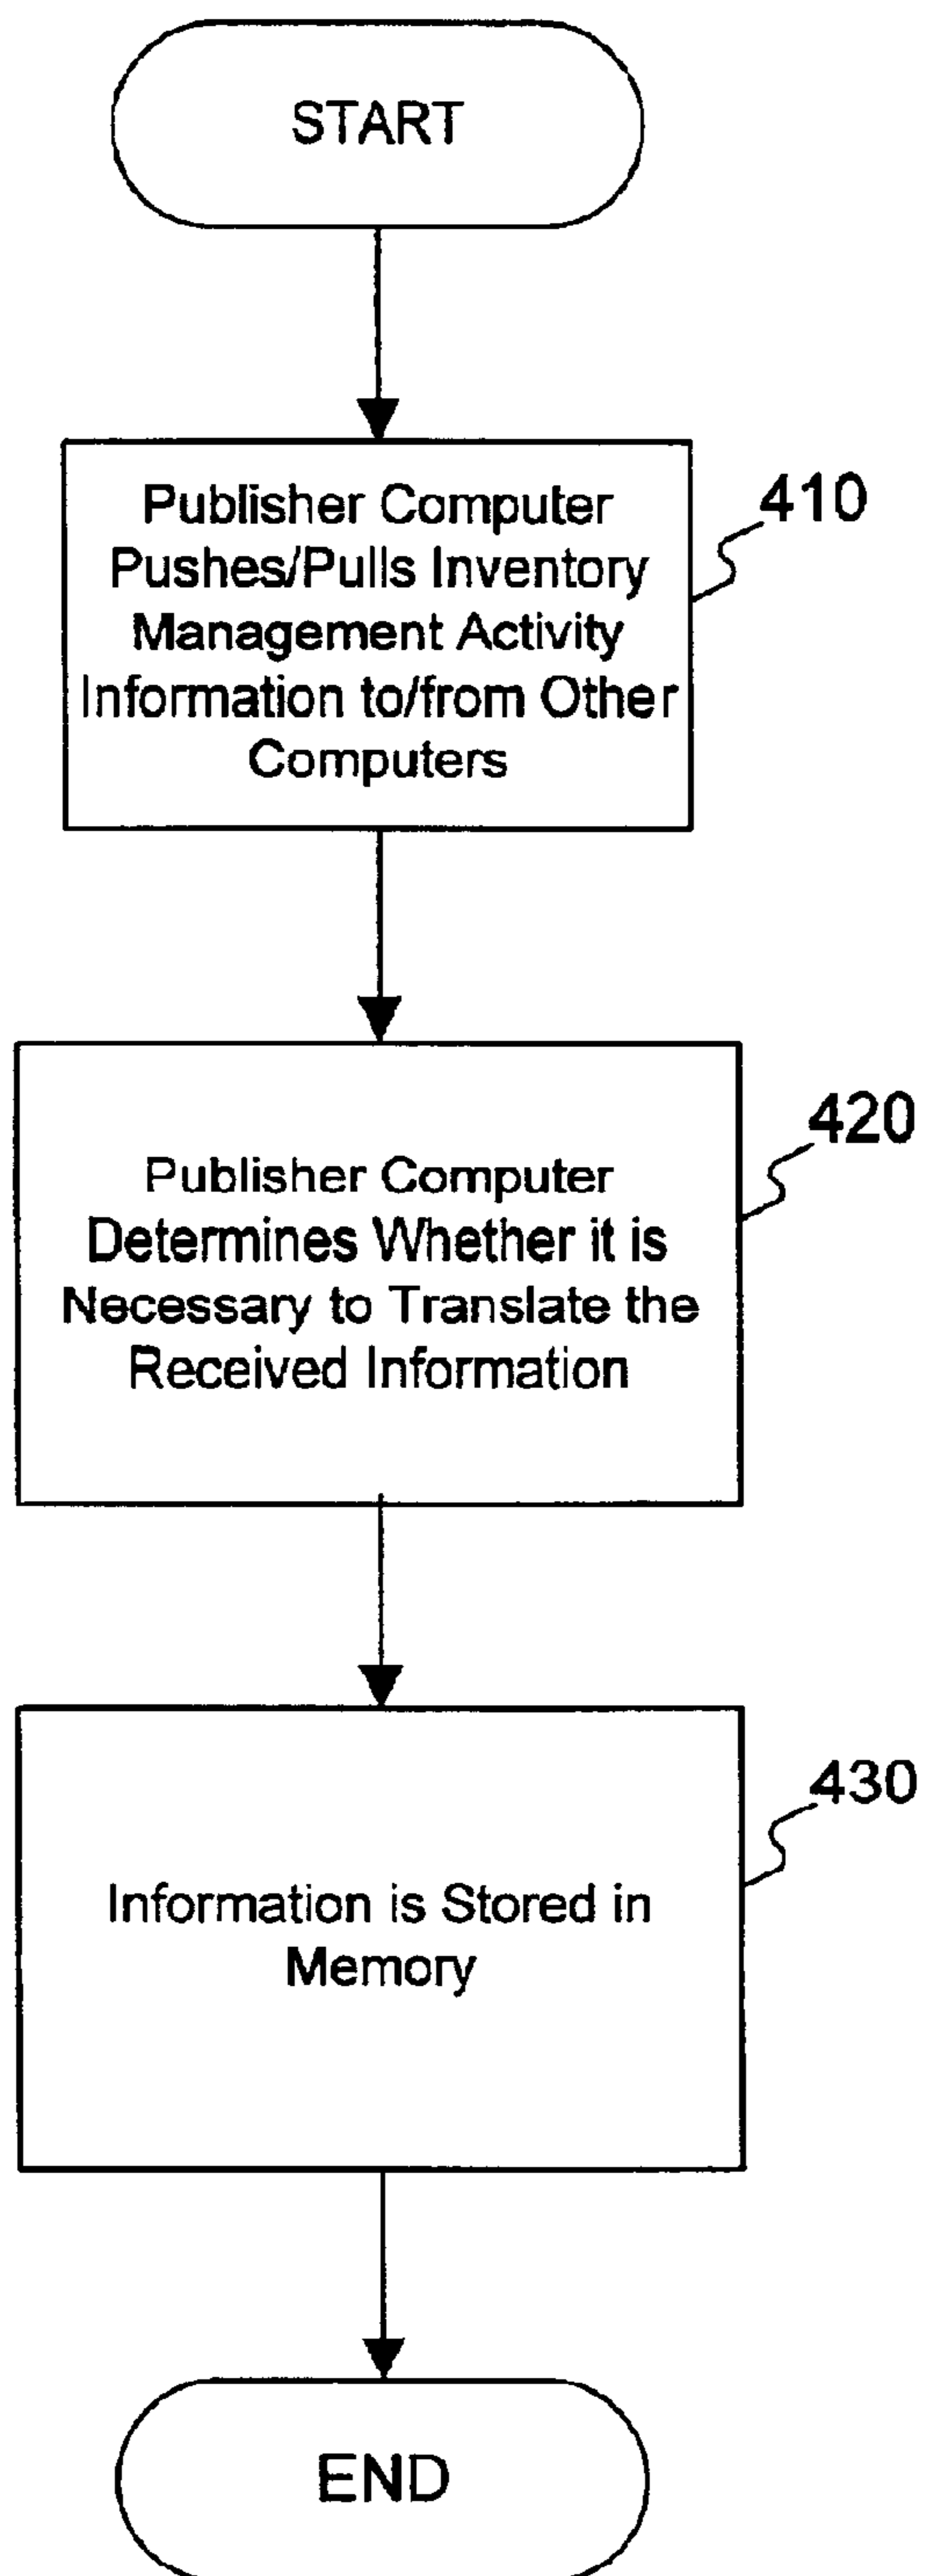 START
Publisher Computer
Pushes/Pulls Inventory
Management Activity
Information to/from Other
Computers
410
Publisher Computer
Determines Whether it is
Necessary to Translate the
Received Information
420
Information is Stored in
Memory
430
END